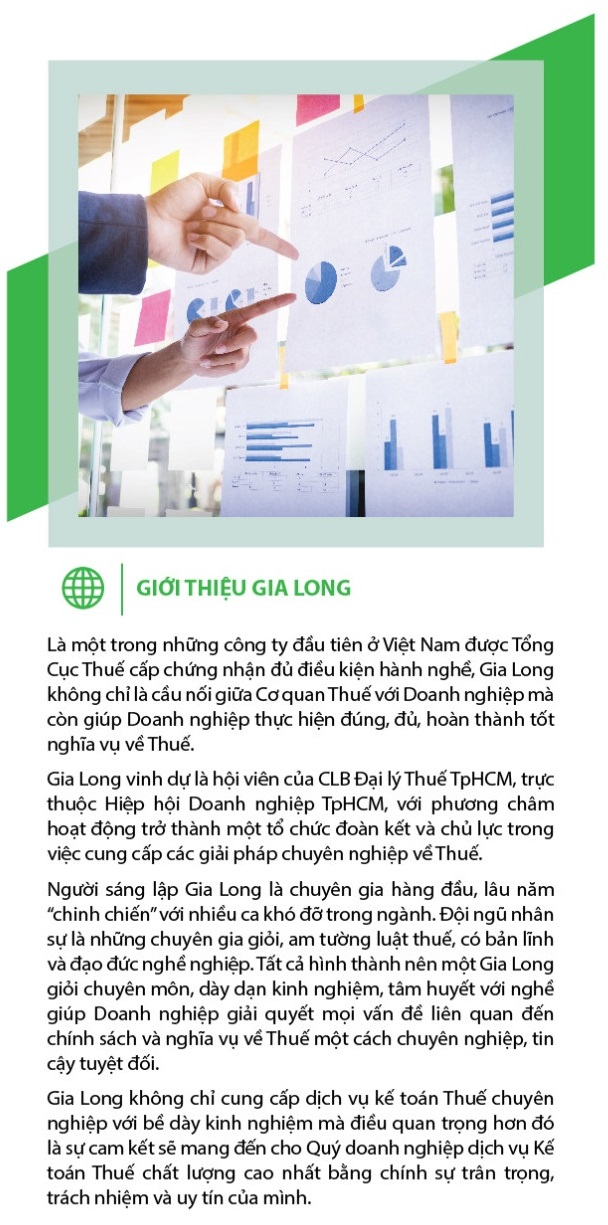 GIỚI THIỆU GIA LONG
Là một trong những công ty đầu tiên ở Việt Nam được Tổng
Cục Thuế cấp chứng nhận đủ điều kiện hành nghề, Gia Long
không chỉ là cầu nối giữa Cơ quan Thuế với Doanh nghiệp mà
còn giúp Doanh nghiệp thực hiện đúng, đủ, hoàn thành tốt
nghĩa vụ về Thuế.
Gia Long vinh dự là hội viên của CLB Đại lý Thuế TpHCM, trực
thuộc Hiệp hội Doanh nghiệp TpHCM, với phương châm
hoạt động trở thành một tổ chức đoàn kết và chủ lực trong
việc cung cấp các giải pháp chuyên nghiệp về Thuế.
Người sáng lập Gia Long là chuyên gia hàng đầu, lâu năm
“chinh chiến” với nhiều ca khó đỡ trong ngành. Đội ngũ nhân
sự là những chuyên gia giỏi, am tường luật thuế, có bản lĩnh
và đạo đức nghề nghiệp. Tất cả hình thành nên một Gia Long
giỏi chuyên môn, dày dạn kinh nghiệm, tâm huyết với nghề
giúp Doanh nghiệp giải quyết mọi vấn đề liên quan đến
chính sách và nghĩa vụ về Thuế một cách chuyên nghiệp, tin
cậy tuyệt đối.
Gia Long không chỉ cung cấp dịch vụ kế toán Thuế chuyên
nghiệp với bề dày kinh nghiệm mà điều quan trọng hơn đó
là sự cam kết sẽ mang đến cho Quý doanh nghiệp dịch vụ Kế
toán Thuế chất lượng cao nhất bằng chính sự trân trọng,
trách nhiệm và uy tín của mình.